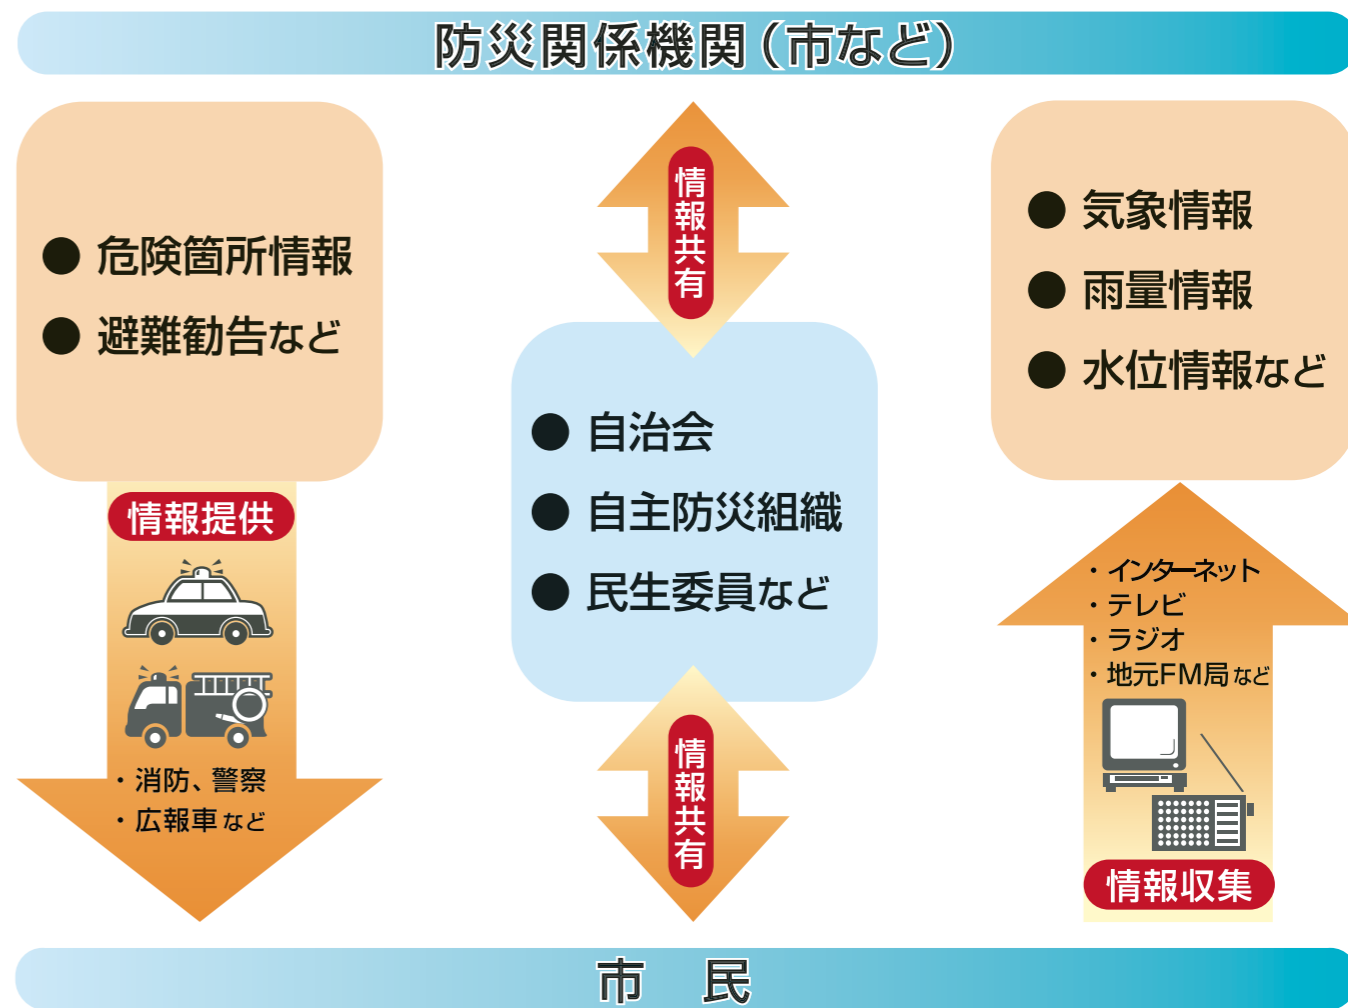 防災関係機関（市など）
● 危険箇所情報
● 避難勧告など
情報提供
・消防、警察
・広報車など
情報共有
● 自治会
● 自主防災組織
● 民生委員など
情報共有
● 気象情報
● 雨量情報
● 水位情報など
・インターネット
・テレビ
・ラジオ
・地元FM局など
情報収集
市　民